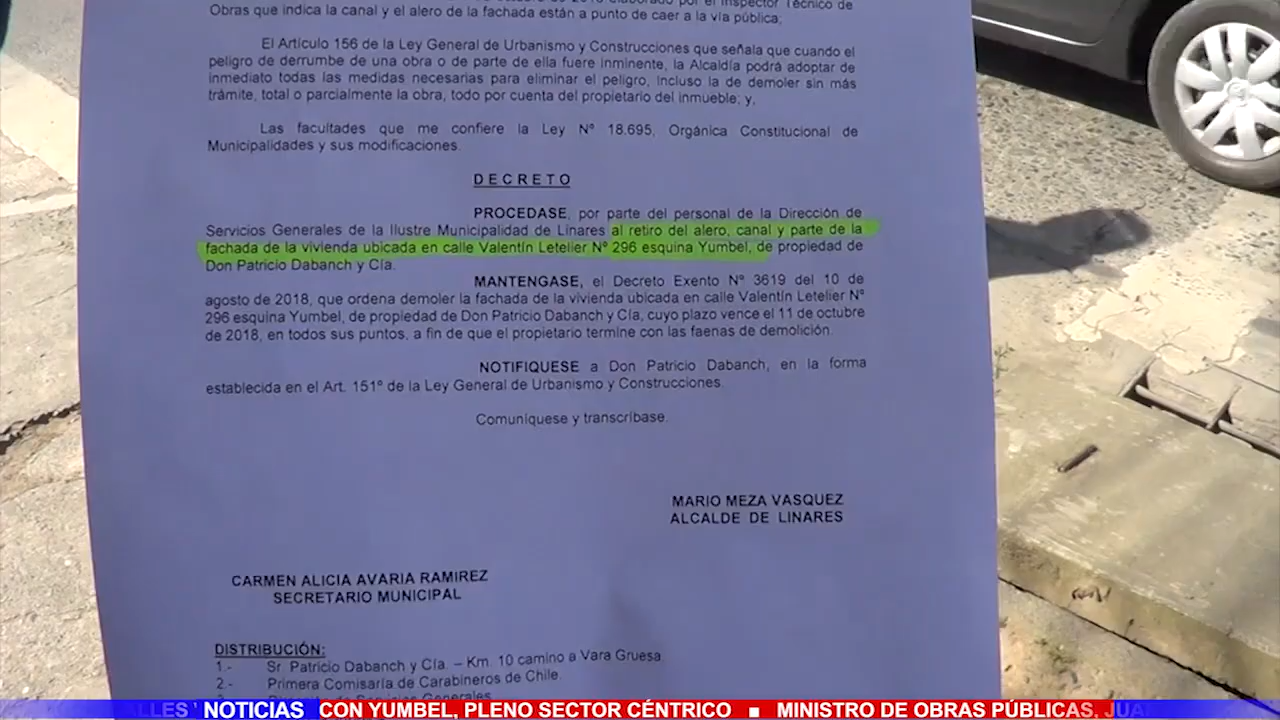 elaborado por el Inspector Técnico de
Obras que indica la canal y el alero de la fachada están a punto de caer a la vía pública;
El Artículo 156 de la Ley General de Urbanismo y Construcciones que señala que cuando el
peligro de derrumbe de una obra o de parte de ella fuere inminente, la Alcaldía podrá adoptar de
inmediato todas las medidas necesarias para eliminar el peligro, incluso la de demoler sin más
trámite, total o parcialmente la obra, todo por cuenta del propietario del inmueble; y,
Las facultades que me confiere la Ley Nº 18.695, Orgánica Constitucional de
Municipalidades y sus modificaciones.
DECRETO
PROCEDASE, por parte del personal de la Dirección de
Servicios Generales de la Ilustre Municipalidad de Linares al retiro del alero, canal y parte de la
fachada de la vivienda ubicada en calle Valentín Letelier Nº 296 esquina Yumbel, de propiedad de
Don Patricio Dabanch y Cía.
MANTENGASE, el Decreto Exento Nº 3619 del 10 de
agosto de 2018, que ordena demoler la fachada de la vivienda ubicada en calle Valentín Letelier Nº
296 esquina Yumbel, de propiedad de Don Patricio Dabanch y Cía, cuyo plazo vence el 11 de octubre
de 2018, en todos sus puntos, a fin de que el propietario termine con las faenas de demolición.
NOTIFIQUESE a Don Patricio Dabanch, en la forma
establecida en el Art. 151º de la Ley General de Urbanismo y Construcciones.
Comuníquese y transcríbase.
MARIO MEZA VASQUEZ
ALCALDE DE LINARES
CARMEN ALICIA AVARIA RAMIREZ
SECRETARIO MUNICIPAL
DISTRIBUCIÓN:
1.- Sr. Patricio Dabanch y Cía. – Km. 10 camino a Vara Gruesa.
2.- Primera Comisaría de Carabineros de Chile.
Servicios Generales
NOTICIAS CON YUMBEL, PLENO SECTOR CÉNTRICO ■ MINISTRO DE OBRAS PÚBLICAS,